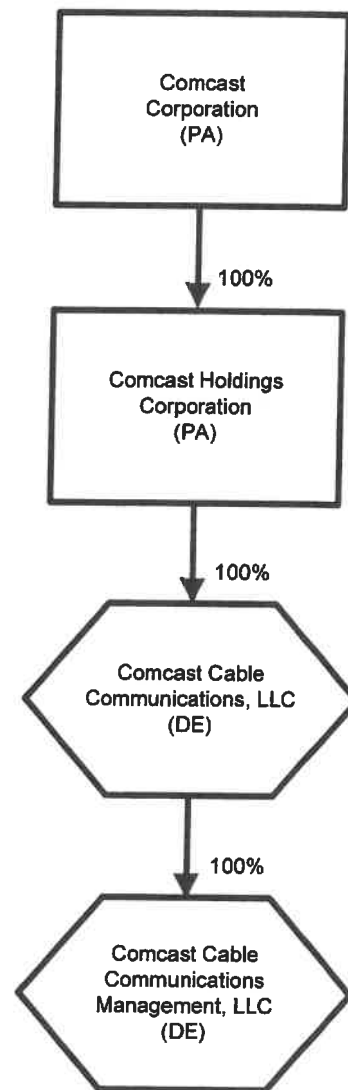 Comcast
Corporation
(PA)
100%
Comcast Holdings
Corporation
(PA)
100%
Comcast Cable
Communications, LLC
(DE)
100%
Comcast Cable
Communications
Management, LLC
(DE)